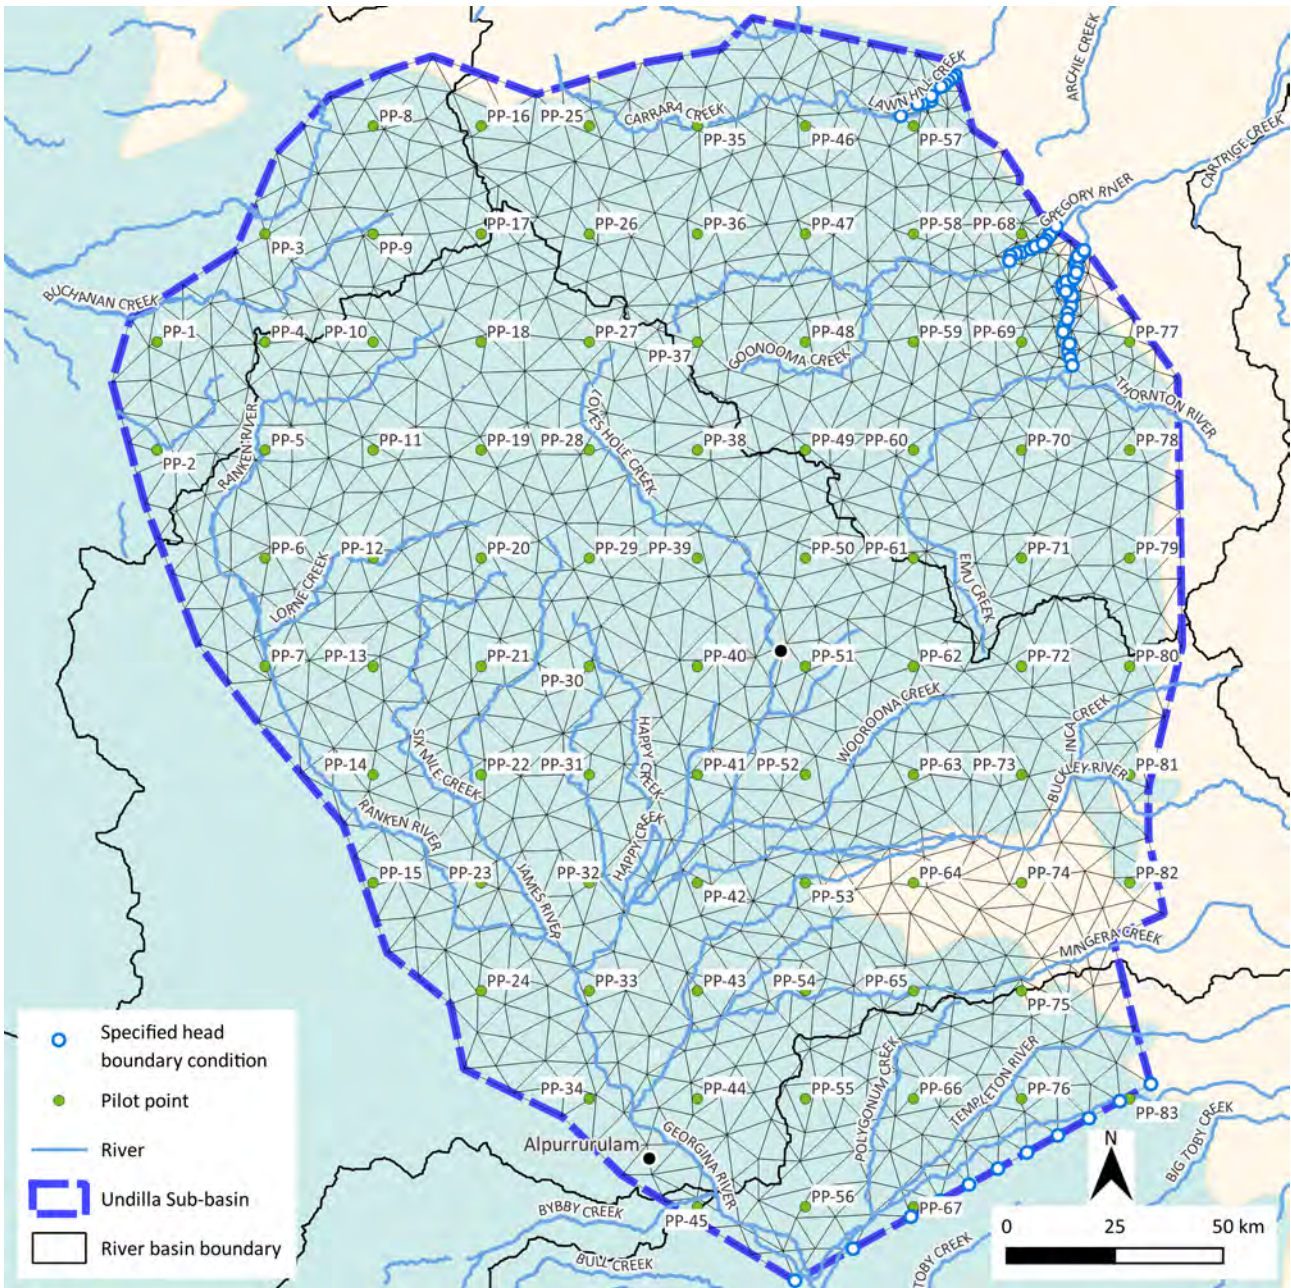 ARCHIE CREEK
LAWN HILL CREEK
CARRARA CREEK
CARTRIGE CREEK
PP-8
PP-16
PP-25
PP-35
PP-46
PP-57
GREGORY RIVER
PP-3
PP-9
PP-17
PP-26
PP-36
PP-47
PP-58
PP-68
BUCHANAN CREEK
PP-1
PP-4
PP-10
PP-18
PP-27
PP-37
GOONOOMA CREEK
PP-48
PP-59
PP-69
PP-77
THORNTON RIVER
RANKEN RIVER
LOVES HOLE CREEK
PP-2
PP-5
PP-11
PP-19
PP-28
PP-38
PP-49
PP-60
PP-70
PP-78
PP-6
PP-12
PP-20
PP-29
PP-39
PP-50
PP-61
PP-71
PP-79
LORNE CREEK
EMU CREEK
PP-7
PP-13
PP-21
PP-30
PP-40
PP-51
PP-62
PP-72
PP-80
SIX MILE CREEK
HAPPY CREEK
WOOROONA CREEK
INCA CREEK
PP-14
PP-22
PP-31
PP-41
PP-52
PP-63
PP-73
BUCKLEY RIVER
PP-81
RANKEN RIVER
HAPPY CREEK
JAMES RIVER
PP-15
PP-23
PP-32
PP-42
PP-53
PP-64
PP-74
PP-82
MINGERA CREEK
PP-24
PP-33
PP-43
PP-54
PP-65
PP-75
POLYGONUM CREEK
TEMPLETON RIVER
PP-34
PP-44
PP-55
PP-66
PP-76
PP-83
Alpurrurulam
GEORGINA RIVER
BIG TOBY CREEK
BYBBY CREEK
PP-45
PP-56
PP-67
BULL CREEK
TOBY CREEK
Specified head
boundary condition
Pilot point
River
Undilla Sub-basin
River basin boundary
N
0 25 50 km